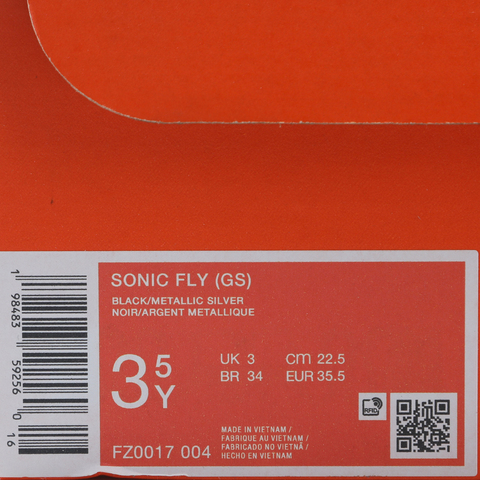 SONIC FLY (GS)
BLACK/METALLIC SILVER
NOIR/ARGENT METALLIQUE
3 5 Y
UK 3 CM 22.5
BR 34 EUR 35.5
RFID
FZ0017 004
MADE IN VIETNAM /
FABRIQUE AU VIETNAM /
FABRICADO NO VIETNÃ /
HECHO EN VIETNAM
1 98483 59256 0 16